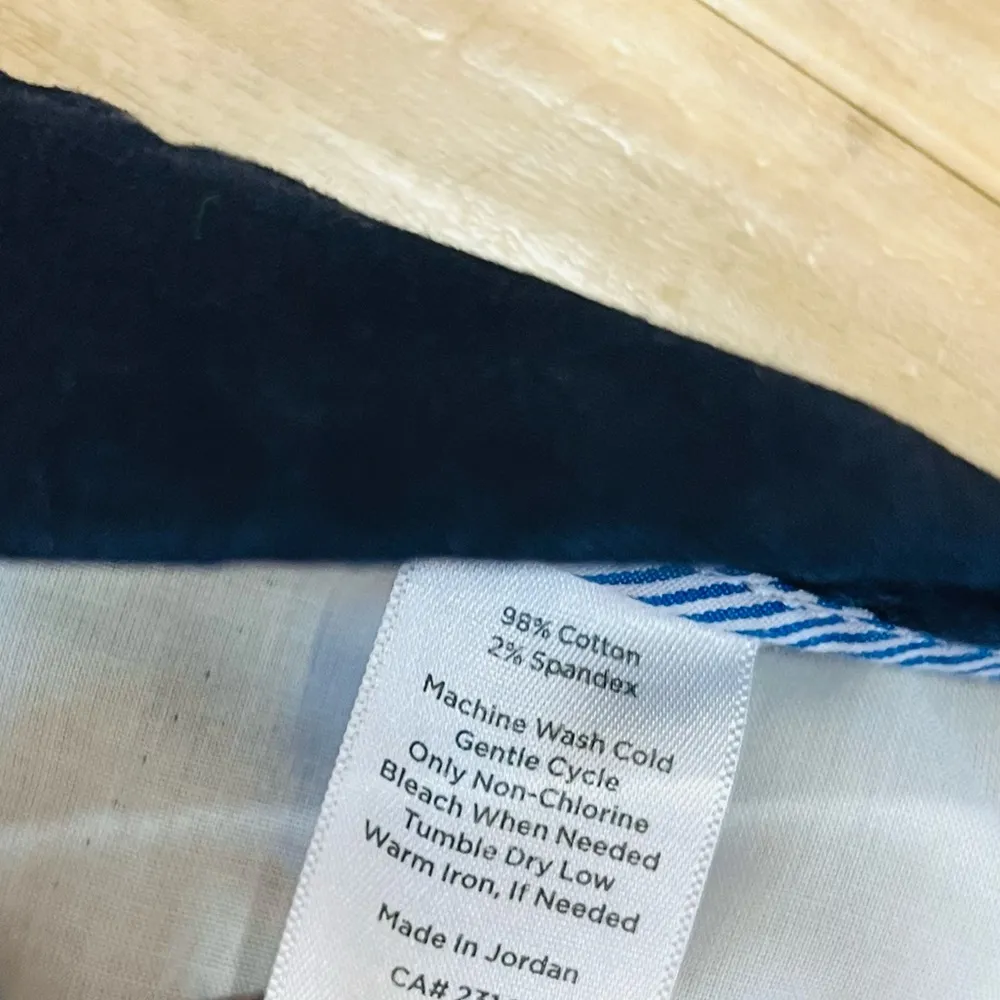 98% Cotton
2% Spandex
Machine Wash Cold
Gentle Cycle
Only Non-Chlorine
Bleach When Needed
Tumble Dry Low
Warm Iron, If Needed
Made In Jordan
CA#